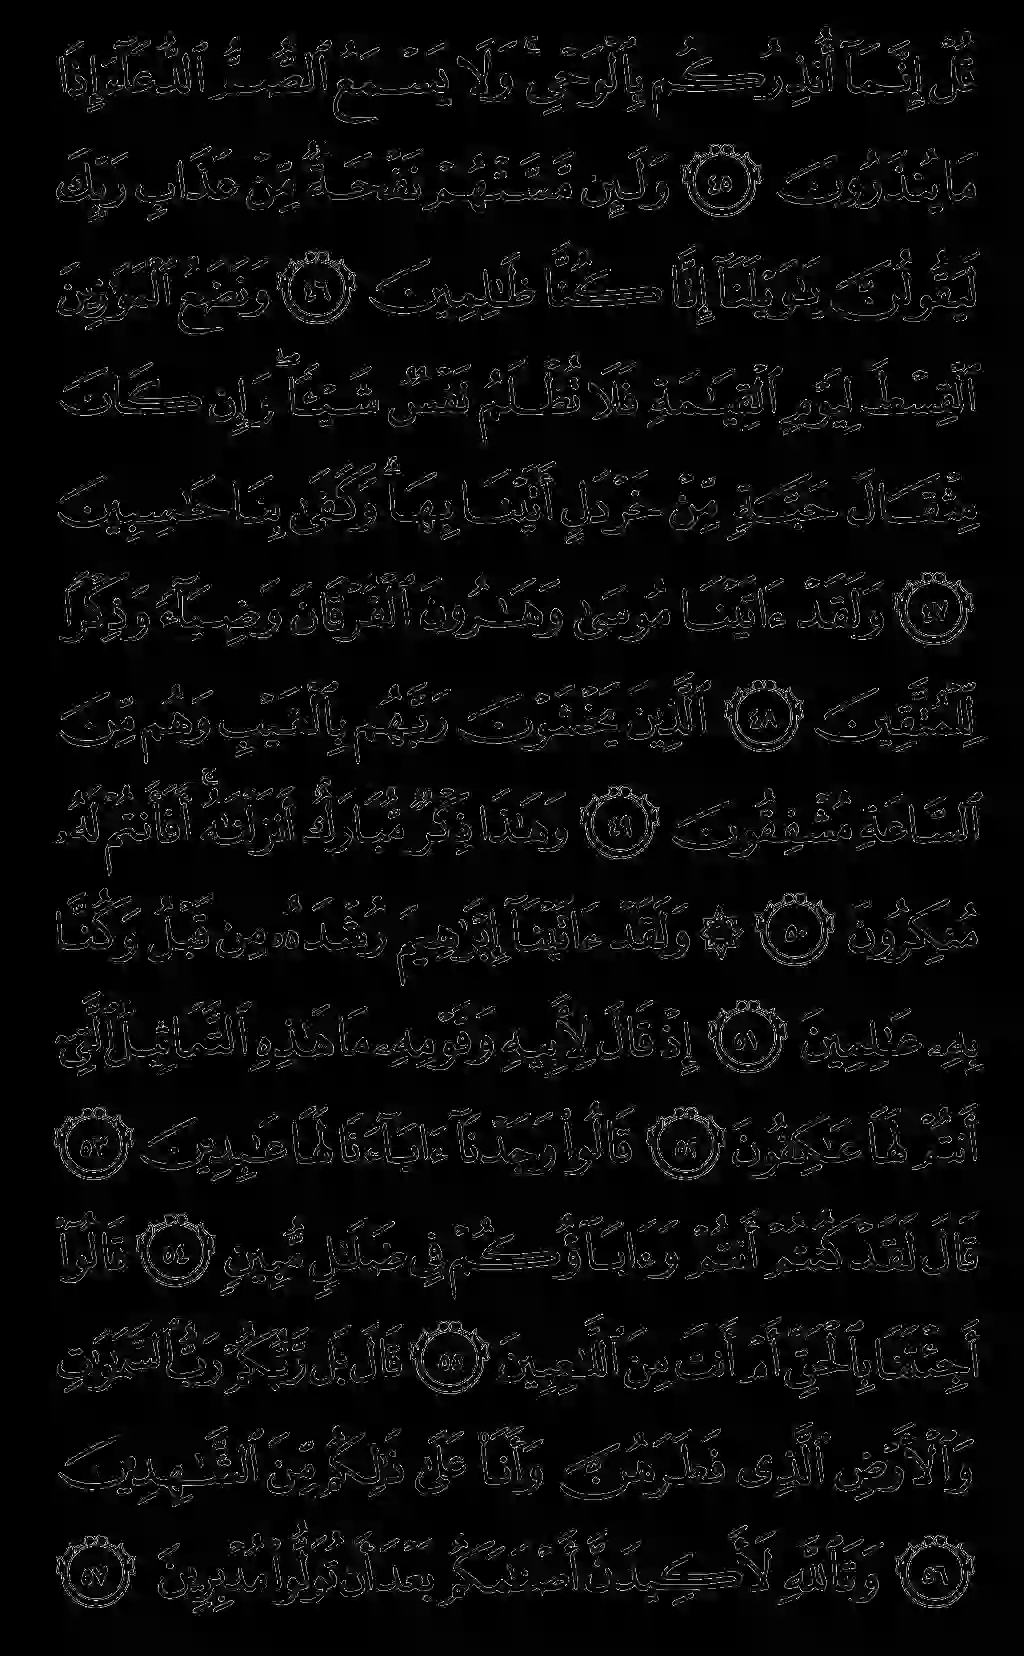 قُلْ إِنَّمَآ أُنذِرُكُم بِٱلْوَحْىِ ۚ وَلَا يَسْمَعُ ٱلصُّمُّ ٱلدُّعَآءَ إِذَا
مَا يُنذَرُونَ ٤٥ وَلَئِن مَّسَّتْهُمْ نَفْحَةٌ مِّنْ عَذَابِ رَبِّكَ
لَيَقُولُنَّ يَـٰوَيْلَنَآ إِنَّا كُنَّا ظَـٰلِمِينَ ٤٦ وَنَضَعُ ٱلْمَوَٰزِينَ
ٱلْقِسْطَ لِيَوْمِ ٱلْقِيَـٰمَةِ فَلَا تُظْلَمُ نَفْسٌ شَيْـًٔا ۖ وَإِن كَانَ
مِثْقَالَ حَبَّةٍ مِّنْ خَرْدَلٍ أَتَيْنَا بِهَا ۗ وَكَفَىٰ بِنَا حَـٰسِبِينَ
٤٧ وَلَقَدْ ءَاتَيْنَا مُوسَىٰ وَهَـٰرُونَ ٱلْفُرْقَانَ وَضِيَآءً وَذِكْرًا
لِّلْمُتَّقِينَ ٤٨ ٱلَّذِينَ يَخْشَوْنَ رَبَّهُم بِٱلْغَيْبِ وَهُم مِّنَ
ٱلسَّاعَةِ مُشْفِقُونَ ٤٩ وَهَـٰذَا ذِكْرٌ مُّبَارَكٌ أَنزَلْنَـٰهُ ۚ أَفَأَنتُمْ لَهُۥ
مُنكِرُونَ ٥٠ ۞ وَلَقَدْ ءَاتَيْنَآ إِبْرَٰهِيمَ رُشْدَهُۥ مِن قَبْلُ وَكُنَّا
بِهِۦ عَـٰلِمِينَ ٥١ إِذْ قَالَ لِأَبِيهِ وَقَوْمِهِۦ مَا هَـٰذِهِ ٱلتَّمَاثِيلُ ٱلَّتِىٓ
أَنتُمْ لَهَا عَـٰكِفُونَ ٥٢ قَالُوا۟ وَجَدْنَآ ءَابَآءَنَا لَهَا عَـٰبِدِينَ ٥٣
قَالَ لَقَدْ كُنتُمْ أَنتُمْ وَءَابَآؤُكُمْ فِى ضَلَـٰلٍ مُّبِينٍ ٥٤ قَالُوٓا۟
أَجِئْتَنَا بِٱلْحَقِّ أَمْ أَنتَ مِنَ ٱللَّـٰعِبِينَ ٥٥ قَالَ بَل رَّبُّكُمْ رَبُّ ٱلسَّمَـٰوَٰتِ
وَٱلْأَرْضِ ٱلَّذِى فَطَرَهُنَّ وَأَنَا۠ عَلَىٰ ذَٰلِكُم مِّنَ ٱلشَّـٰهِدِينَ
٥٦ وَتَٱللَّهِ لَأَكِيدَنَّ أَصْنَـٰمَكُم بَعْدَ أَن تُوَلُّوا۟ مُدْبِرِينَ ٥٧